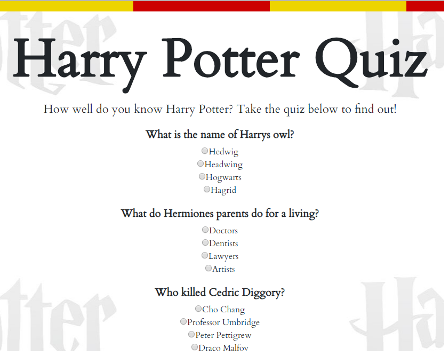 Harry Potter Quiz
How well do you know Harry Potter? Take the quiz below to find out!
What is the name of Harrys owl?
Hedwig
Headwing
Hogwarts
Hagrid
What do Hermiones parents do for a living?
Doctors
Dentists
Lawyers
Artists
Who killed Cedric Diggory?
Cho Chang
Professor Umbridge
Peter Pettigrew
Draco Malfoy